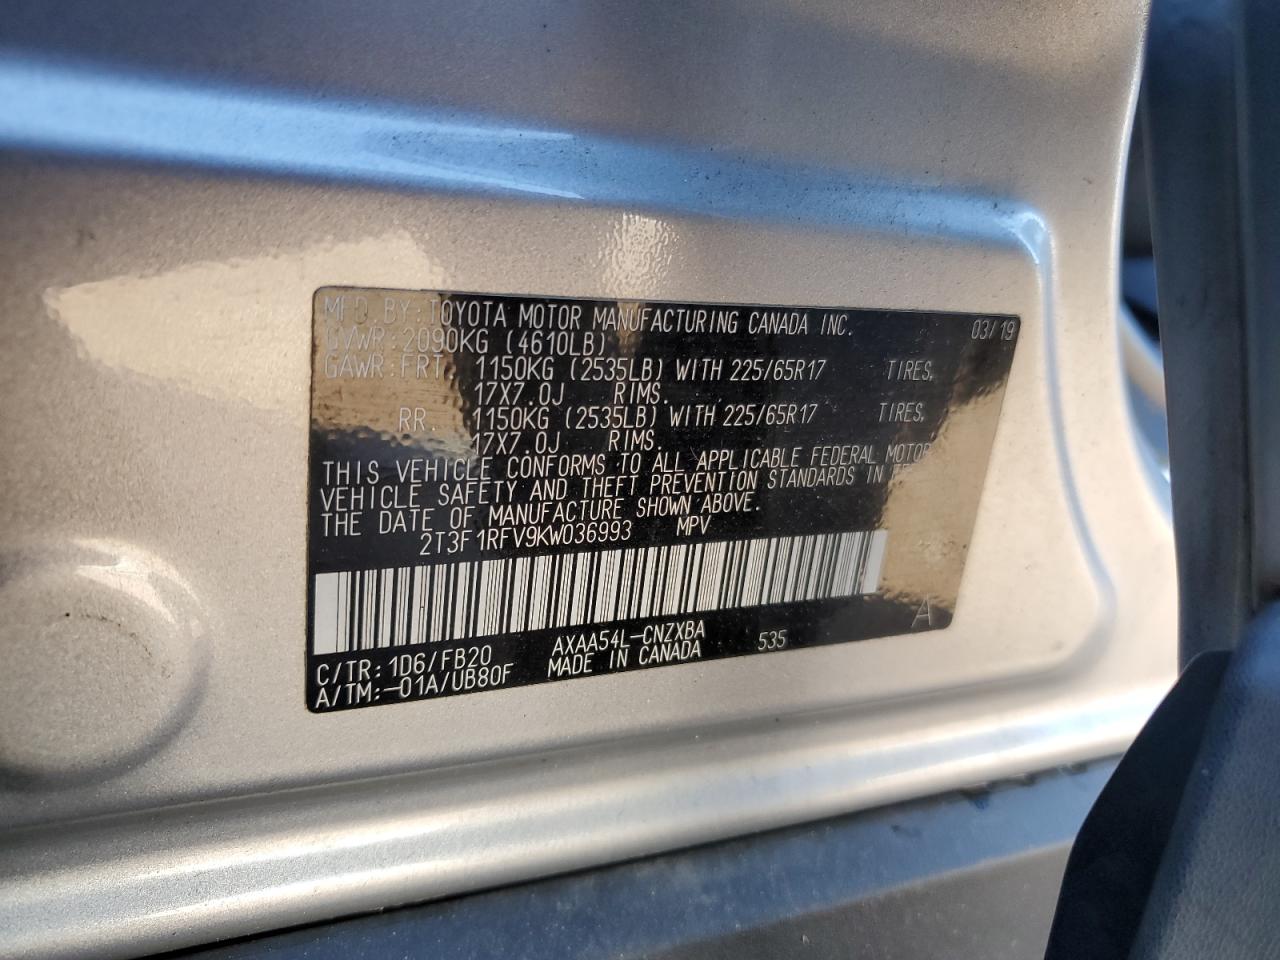 MFD. BY: TOYOTA MOTOR MANUFACTURING CANADA INC. 03/19
GVWR: 2090KG (4610LB)
GAWR: FRT. 1150KG (2535LB) WITH 225/65R17 TIRES,
17X7.0J RIMS.
RR. 1150KG (2535LB) WITH 225/65R17 TIRES,
17X7.0J RIMS.
THIS VEHICLE CONFORMS TO ALL APPLICABLE FEDERAL MOTOR
VEHICLE SAFETY AND THEFT PREVENTION STANDARDS IN
THE DATE OF MANUFACTURE SHOWN ABOVE.
2T3F1RFV9KW036993 MPV
C/TR: 1D6/FB20 AXAA54L-CNZXBA 535 A
A/TM:-01A/UB80F MADE IN CANADA